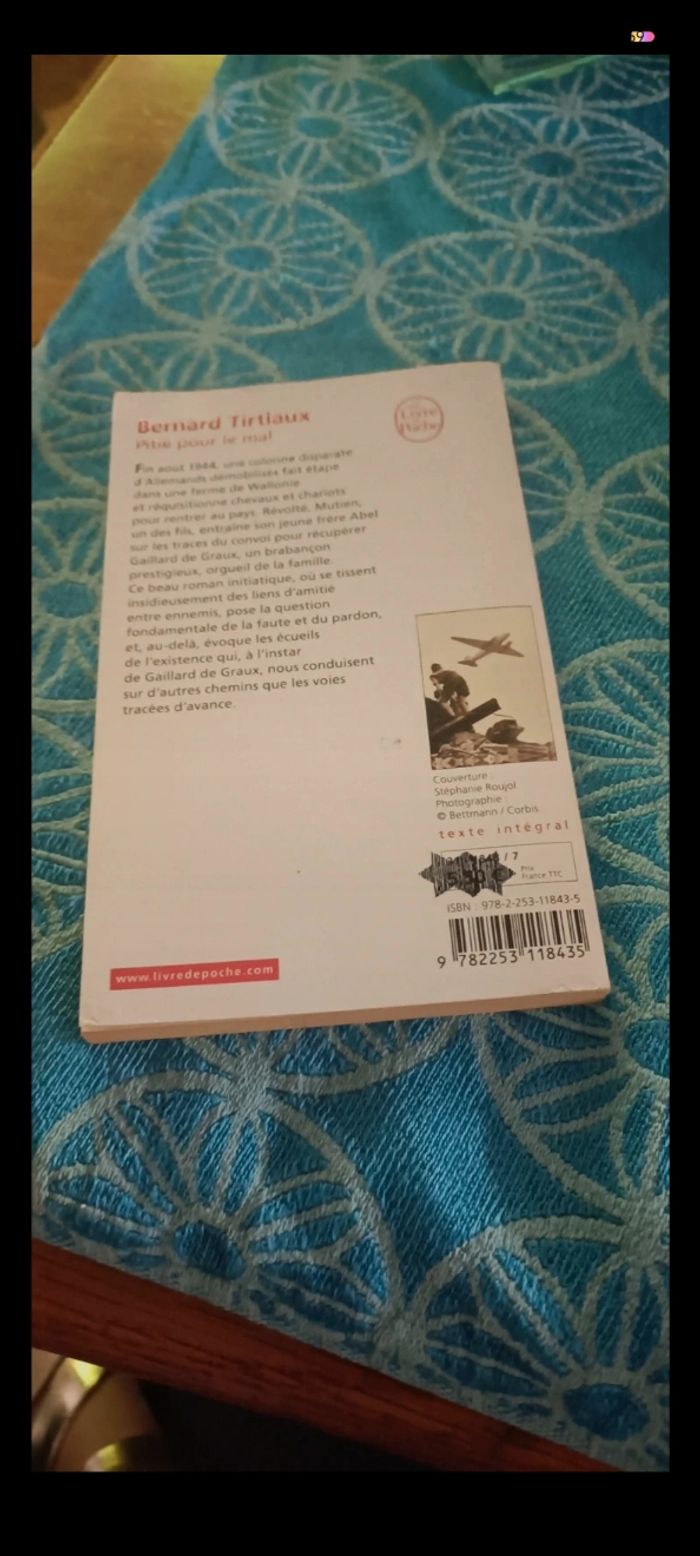 59
Bernard Tirtiaux
Pitié pour le mal
Le Livre
de Poche
Fin août 1944, une colonne disparate
d'Allemands démobilisés fait étape
dans une ferme de Wallonie
et réquisitionne chevaux et chariots
pour rentrer au pays. Révolté, Mutien,
un des fils, entraîne son jeune frère Abel
sur les traces du convoi pour récupérer
Gaillard de Graux, un brabançon
prestigieux, orgueil de la famille.
Ce beau roman initiatique, où se tissent
insidieusement des liens d'amitié
entre ennemis, pose la question
fondamentale de la faute et du pardon,
et, au-delà, évoque les écueils
de l'existence qui, à l'instar
de Gaillard de Graux, nous conduisent
sur d'autres chemins que les voies
tracées d'avance.
Couverture :
Stéphanie Roujol.
Photographie :
© Bettmann / Corbis.
texte intégral
/ 7
Prix
France TTC
ISBN : 978-2-253-11843-5
9 782253 118435
www.livredepoche.com